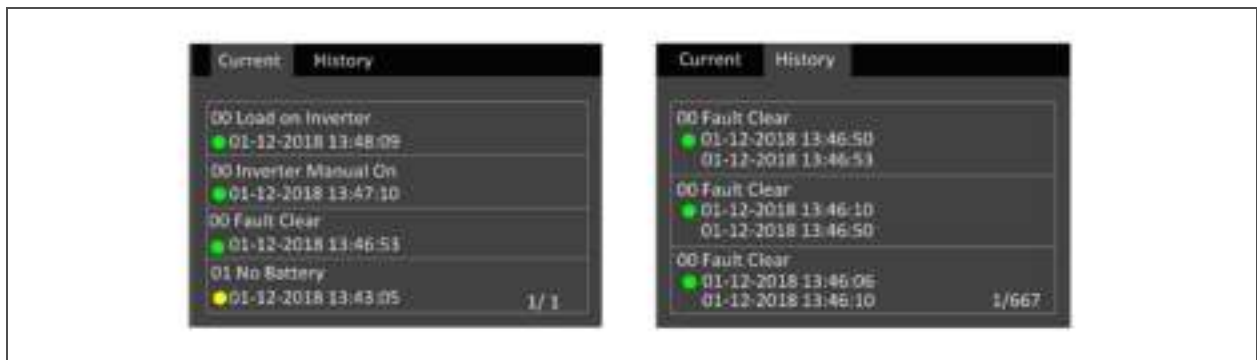 Current History
00 Load on Inverter
01-12-2018 13:48:09
00 Inverter Manual On
01-12-2018 13:47:10
00 Fault Clear
01-12-2018 13:46:53
01 No Battery
01-12-2018 13:43:05
1/ 1
Current History
00 Fault Clear
01-12-2018 13:46:50
01-12-2018 13:46:53
00 Fault Clear
01-12-2018 13:46:10
01-12-2018 13:46:50
00 Fault Clear
01-12-2018 13:46:06
01-12-2018 13:46:10
1/667